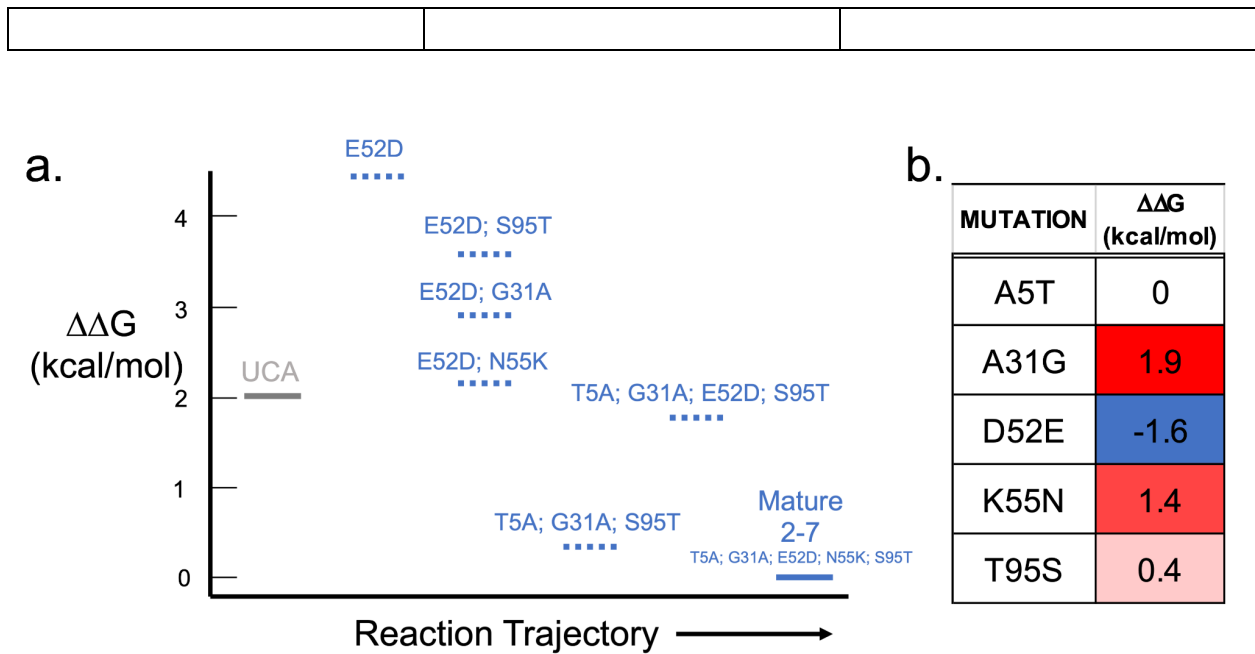 a.
E52D
E52D; S95T
E52D; G31A
E52D; N55K
UCA
T5A; G31A; E52D; S95T
T5A; G31A; S95T
Mature
2-7
T5A; G31A; E52D; N55K; S95T
ΔΔG
(kcal/mol)
4
3
2
1
0
Reaction Trajectory
b.
MUTATION ΔΔG (kcal/mol)
A5T 0
A31G 1.9
D52E -1.6
K55N 1.4
T95S 0.4